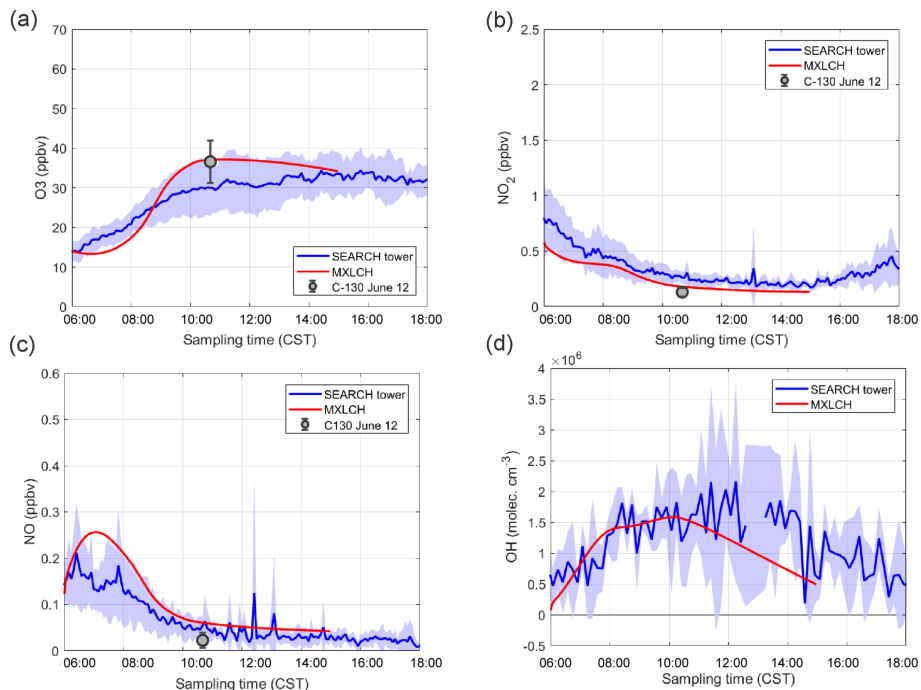 (a)
70
60
50
40
30
20
10
0
O3 (ppbv)
SEARCH tower
MXLCH
C-130 June 12
06:00 08:00 10:00 12:00 14:00 16:00 18:00
Sampling time (CST)
(b)
2.5
2
1.5
1
0.5
0
NO2 (ppbv)
SEARCH tower
MXLCH
C-130 June 12
06:00 08:00 10:00 12:00 14:00 16:00 18:00
Sampling time (CST)
(c)
0.6
0.5
0.4
0.3
0.2
0.1
0
NO (ppbv)
SEARCH tower
MXLCH
C130 June 12
06:00 08:00 10:00 12:00 14:00 16:00 18:00
Sampling time (CST)
(d)
×10^6
4
3.5
3
2.5
2
1.5
1
0.5
0
-0.5
OH (molec. cm-3)
SEARCH tower
MXLCH
06:00 08:00 10:00 12:00 14:00 16:00 18:00
Sampling time (CST)